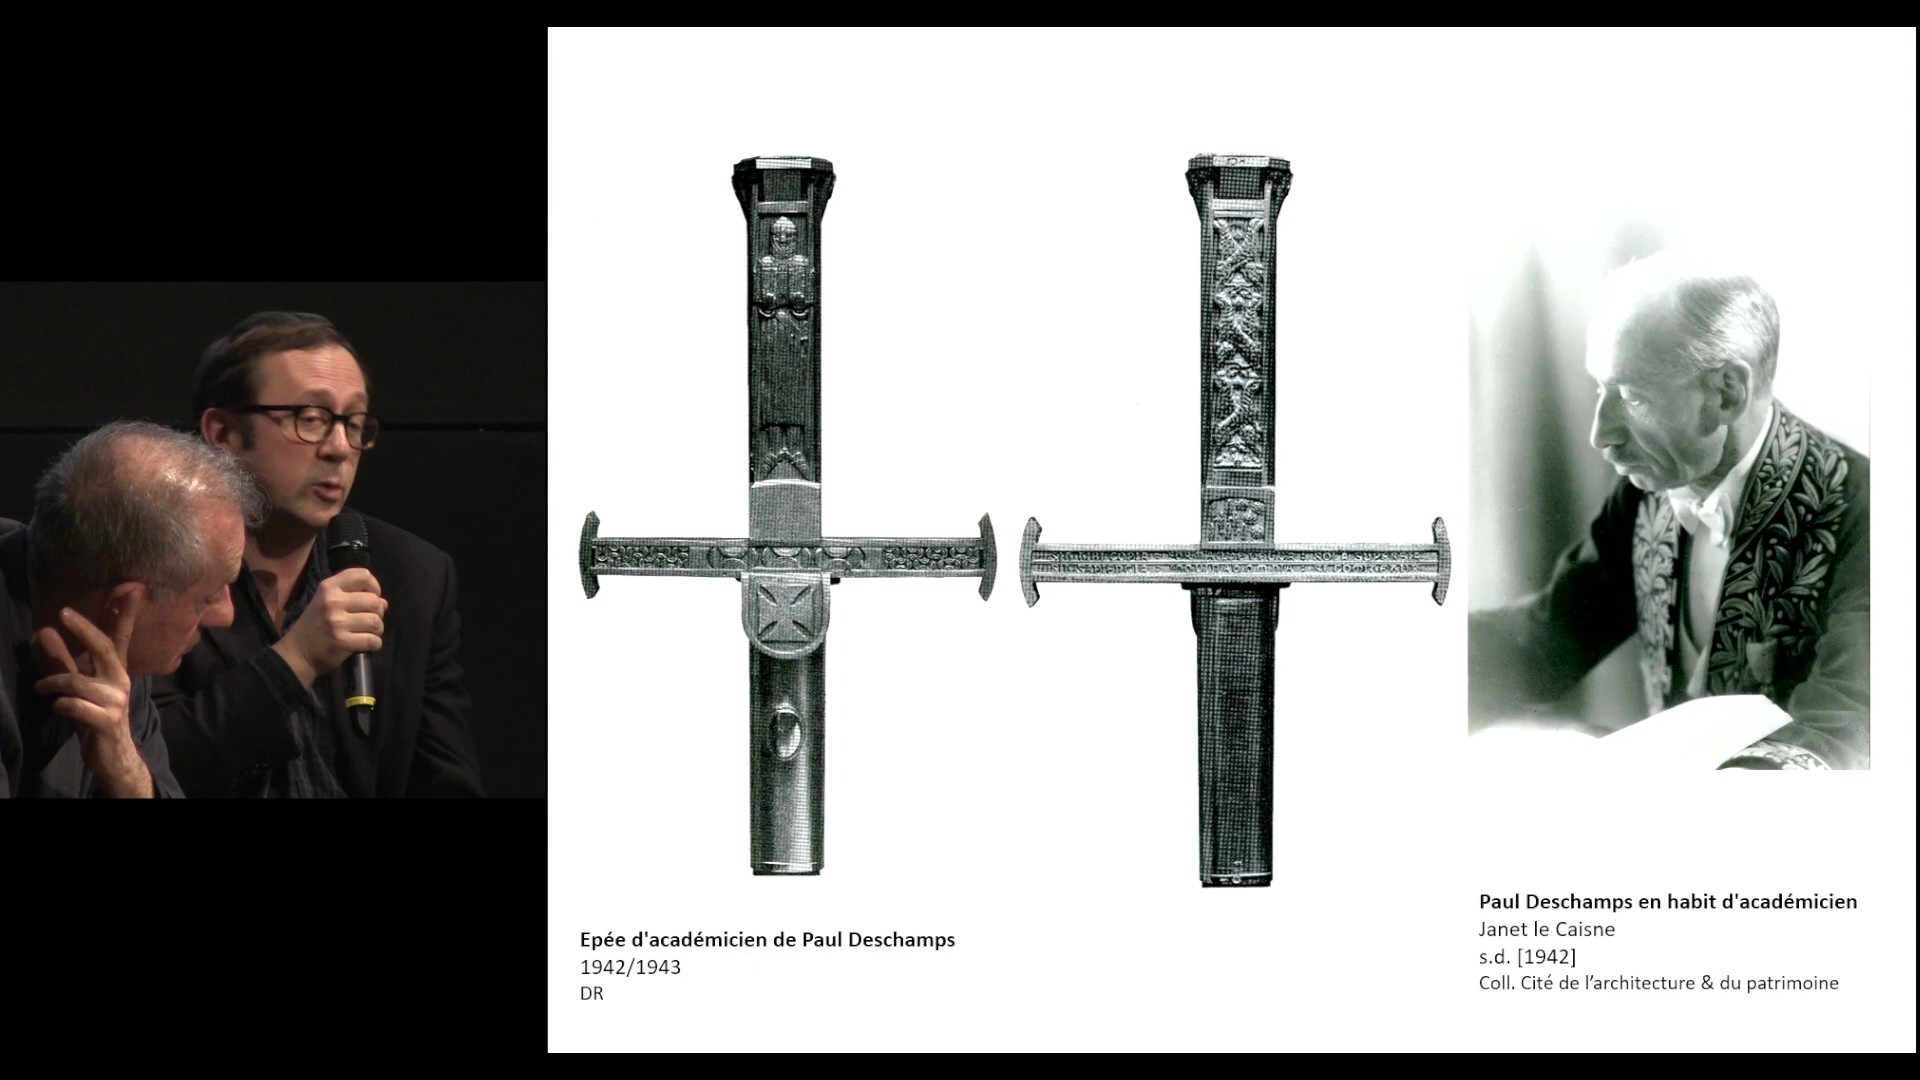 Epée d'académicien de Paul Deschamps
1942/1943
DR
Paul Deschamps en habit d'académicien
Janet le Caisne
s.d. [1942]
Coll. Cité de l’architecture & du patrimoine